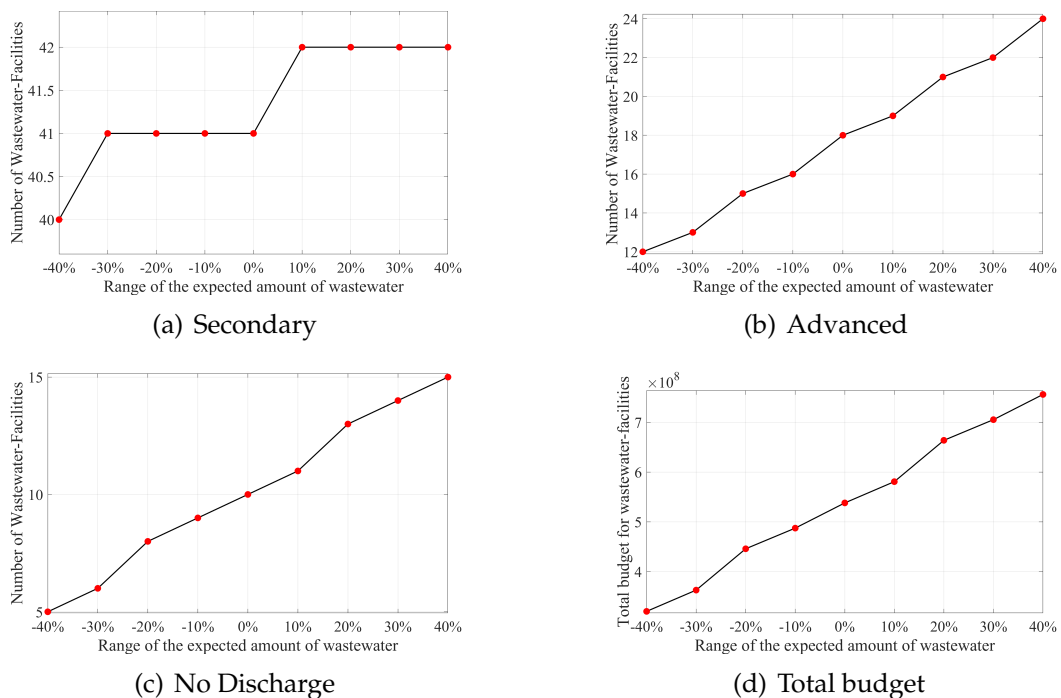 Number of Wastewater-Facilities
42
41.5
41
40.5
40
-40% -30% -20% -10% 0% 10% 20% 30% 40%
Range of the expected amount of wastewater
(a) Secondary
Number of Wastewater-Facilities
24
22
20
18
16
14
12
-40% -30% -20% -10% 0% 10% 20% 30% 40%
Range of the expected amount of wastewater
(b) Advanced
Number of Wastewater-Facilities
15
10
5
-40% -30% -20% -10% 0% 10% 20% 30% 40%
Range of the expected amount of wastewater
(c) No Discharge
Total budget for wastewater-facilities
×10⁸
7
6
5
4
-40% -30% -20% -10% 0% 10% 20% 30% 40%
Range of the expected amount of wastewater
(d) Total budget